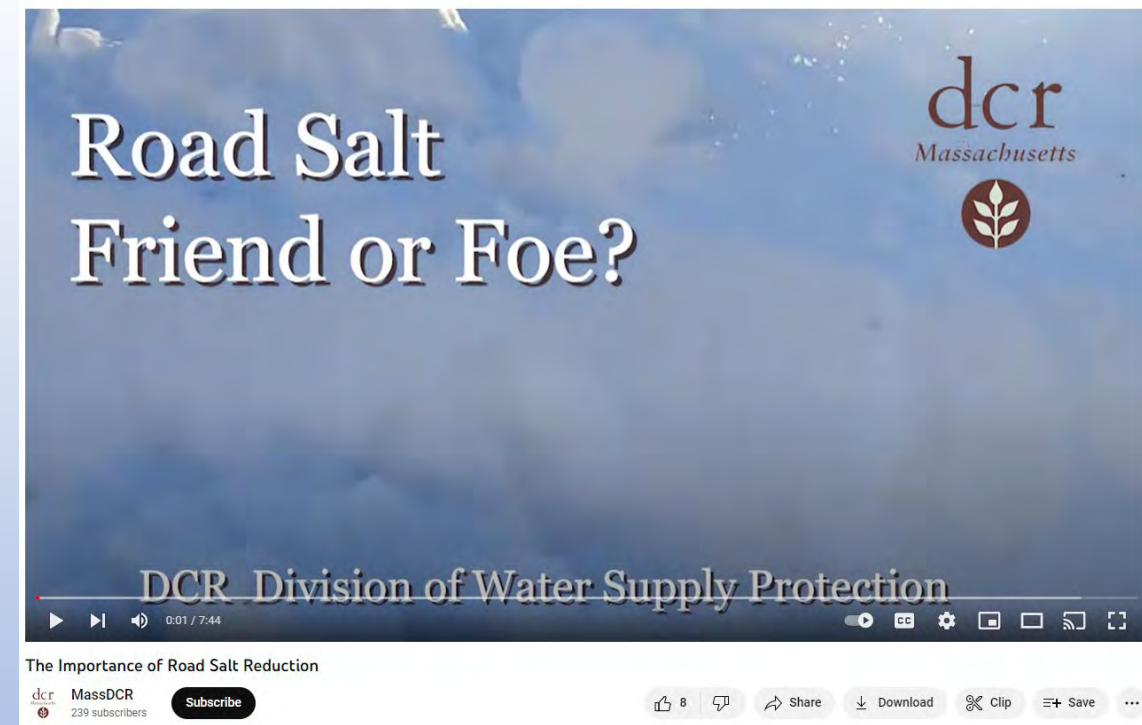 Road Salt
Friend or Foe?
dcr
Massachusetts
DCR Division of Water Supply Protection
0:01 / 7:44
CC
The Importance of Road Salt Reduction
dcr
MassDCR
239 subscribers
Subscribe
8
Share
Download
Clip
Save